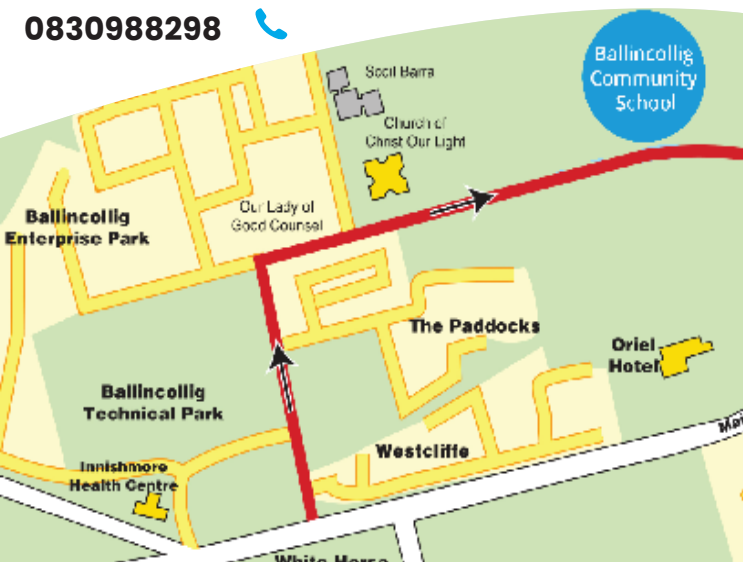 0830988298
Ballincollig
Community
School
Scoil Barra
Church of
Christ Our Light
Our Lady of
Good Counsel
Ballincollig
Enterprise Park
The Paddocks
Oriel
Hotel
Ballincollig
Technical Park
Westcliffe
Innishmore
Health Centre
White Horse